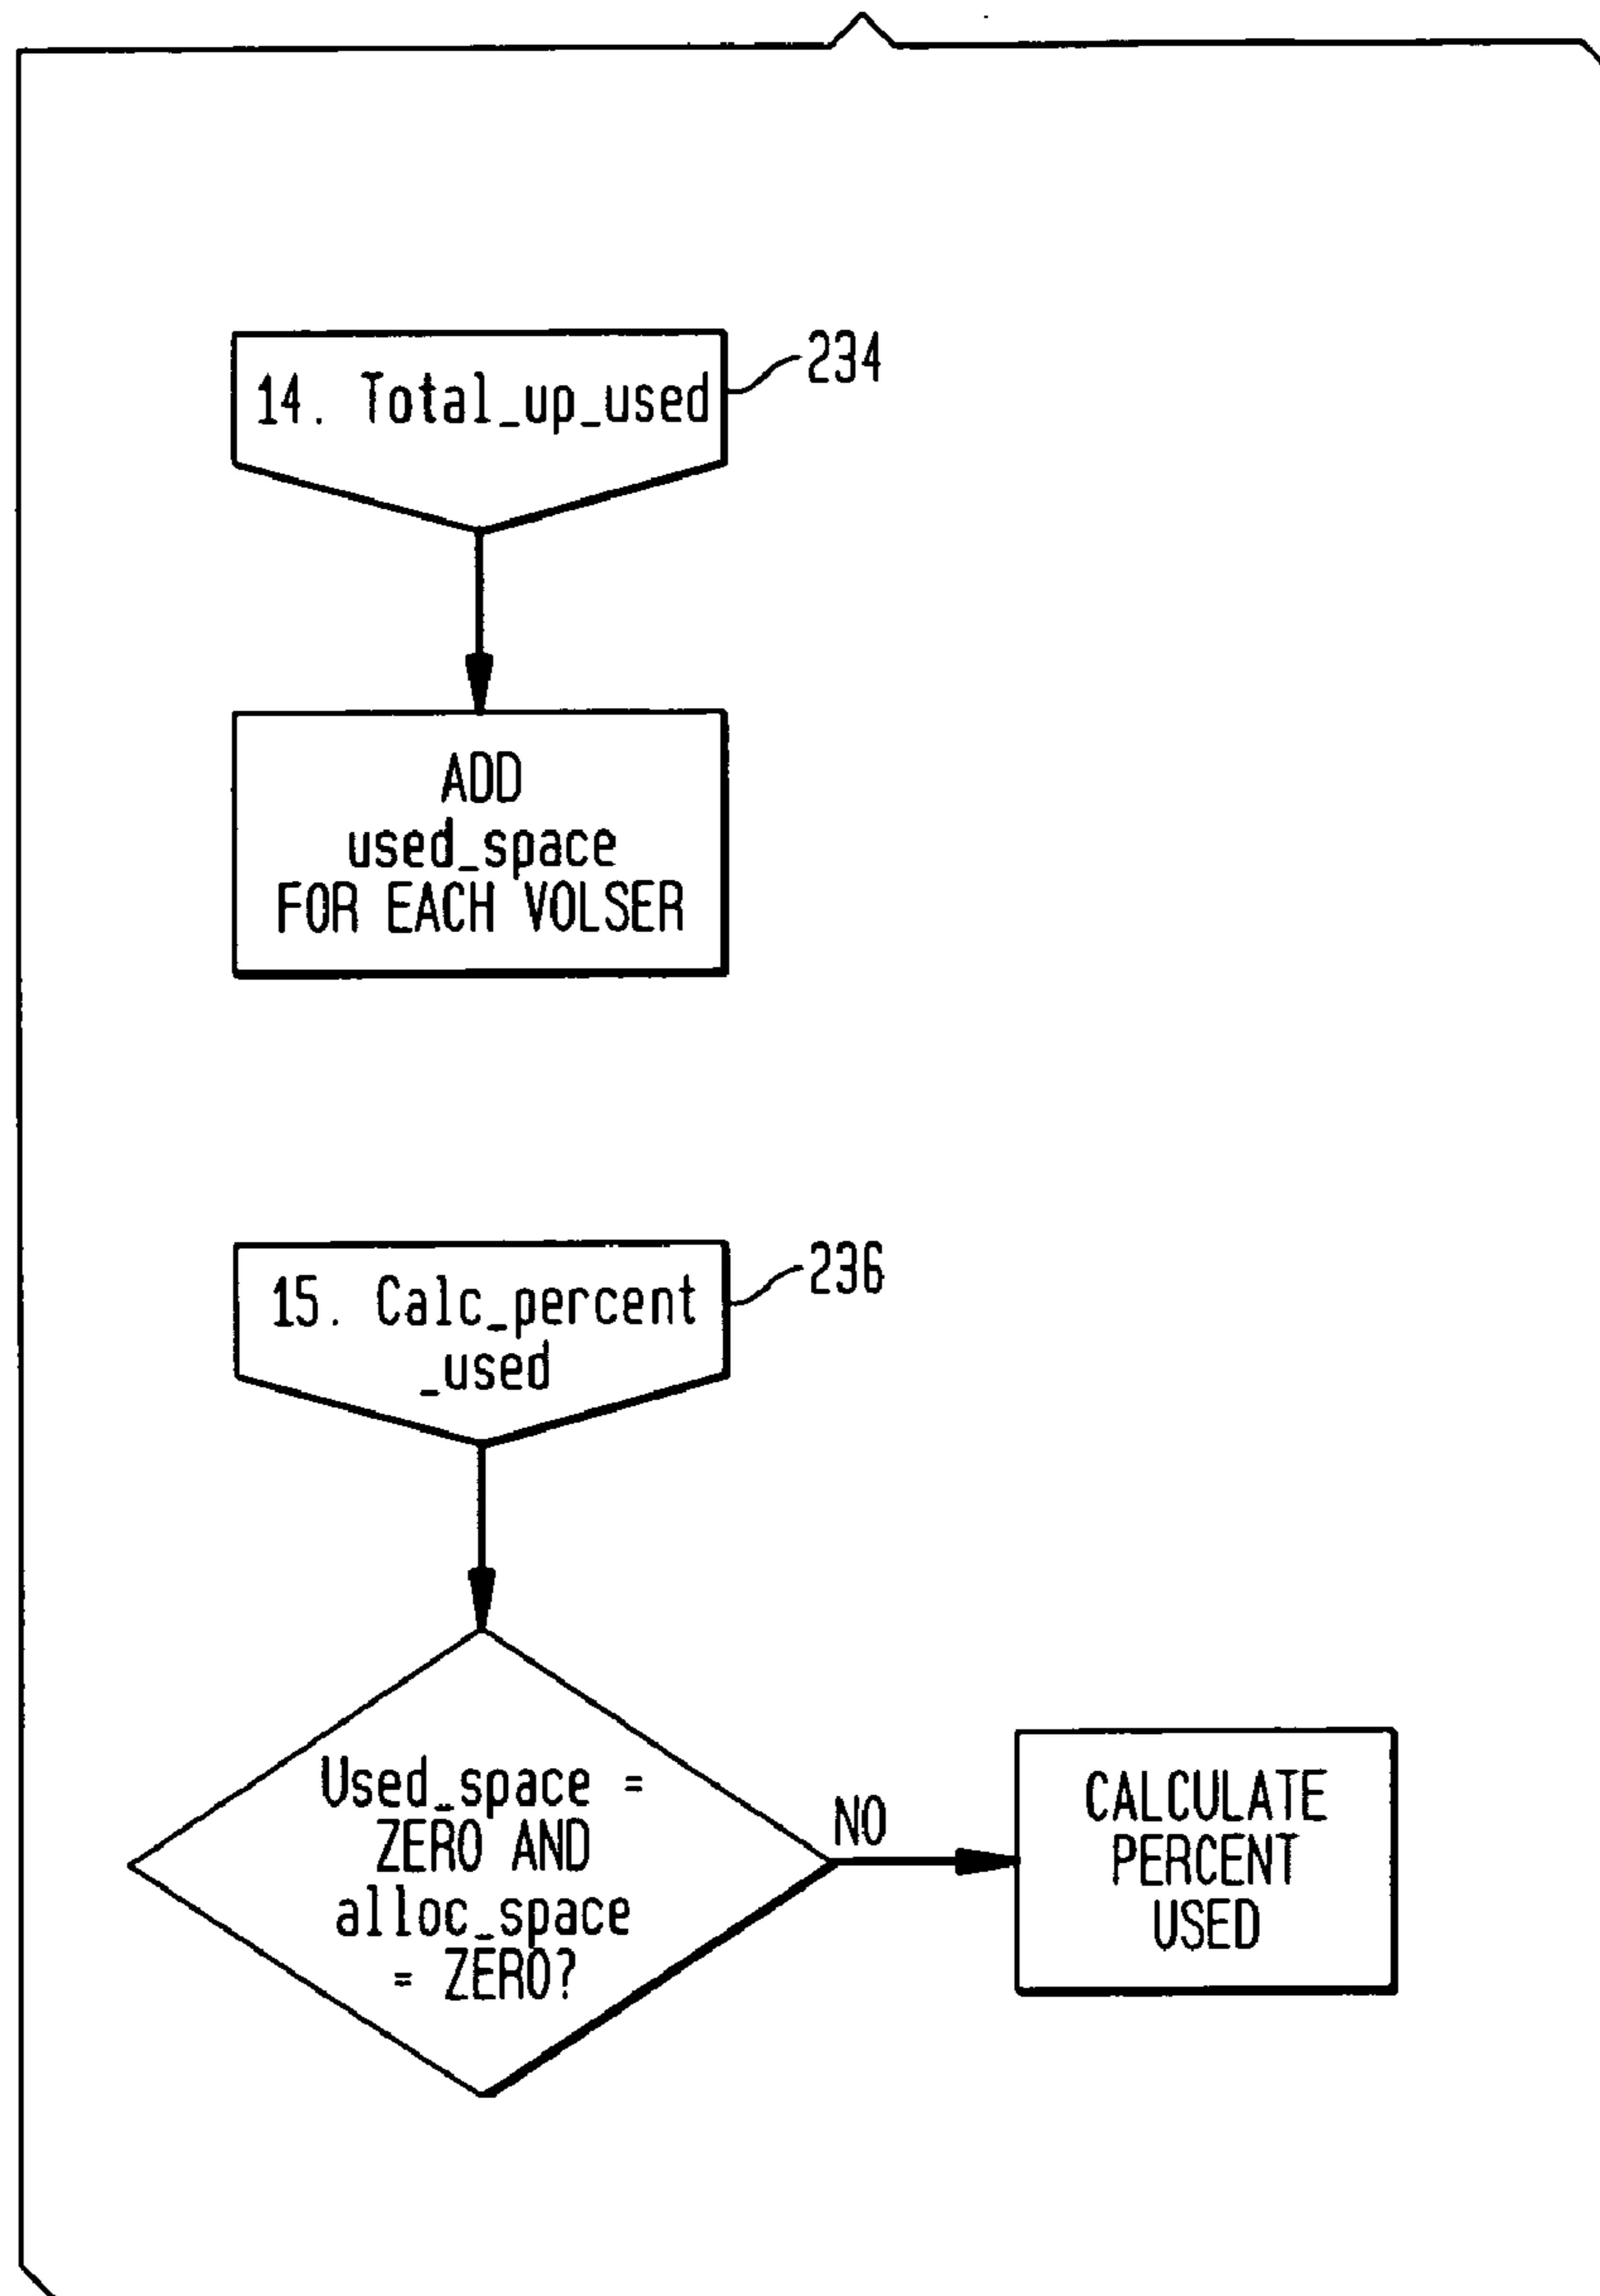 14. Total_up_used
234
ADD
used_space
FOR EACH VOLSER
15. Calc_percent
_used
236
Used_space =
ZERO AND
alloc_space
= ZERO?
NO
CALCULATE
PERCENT
USED